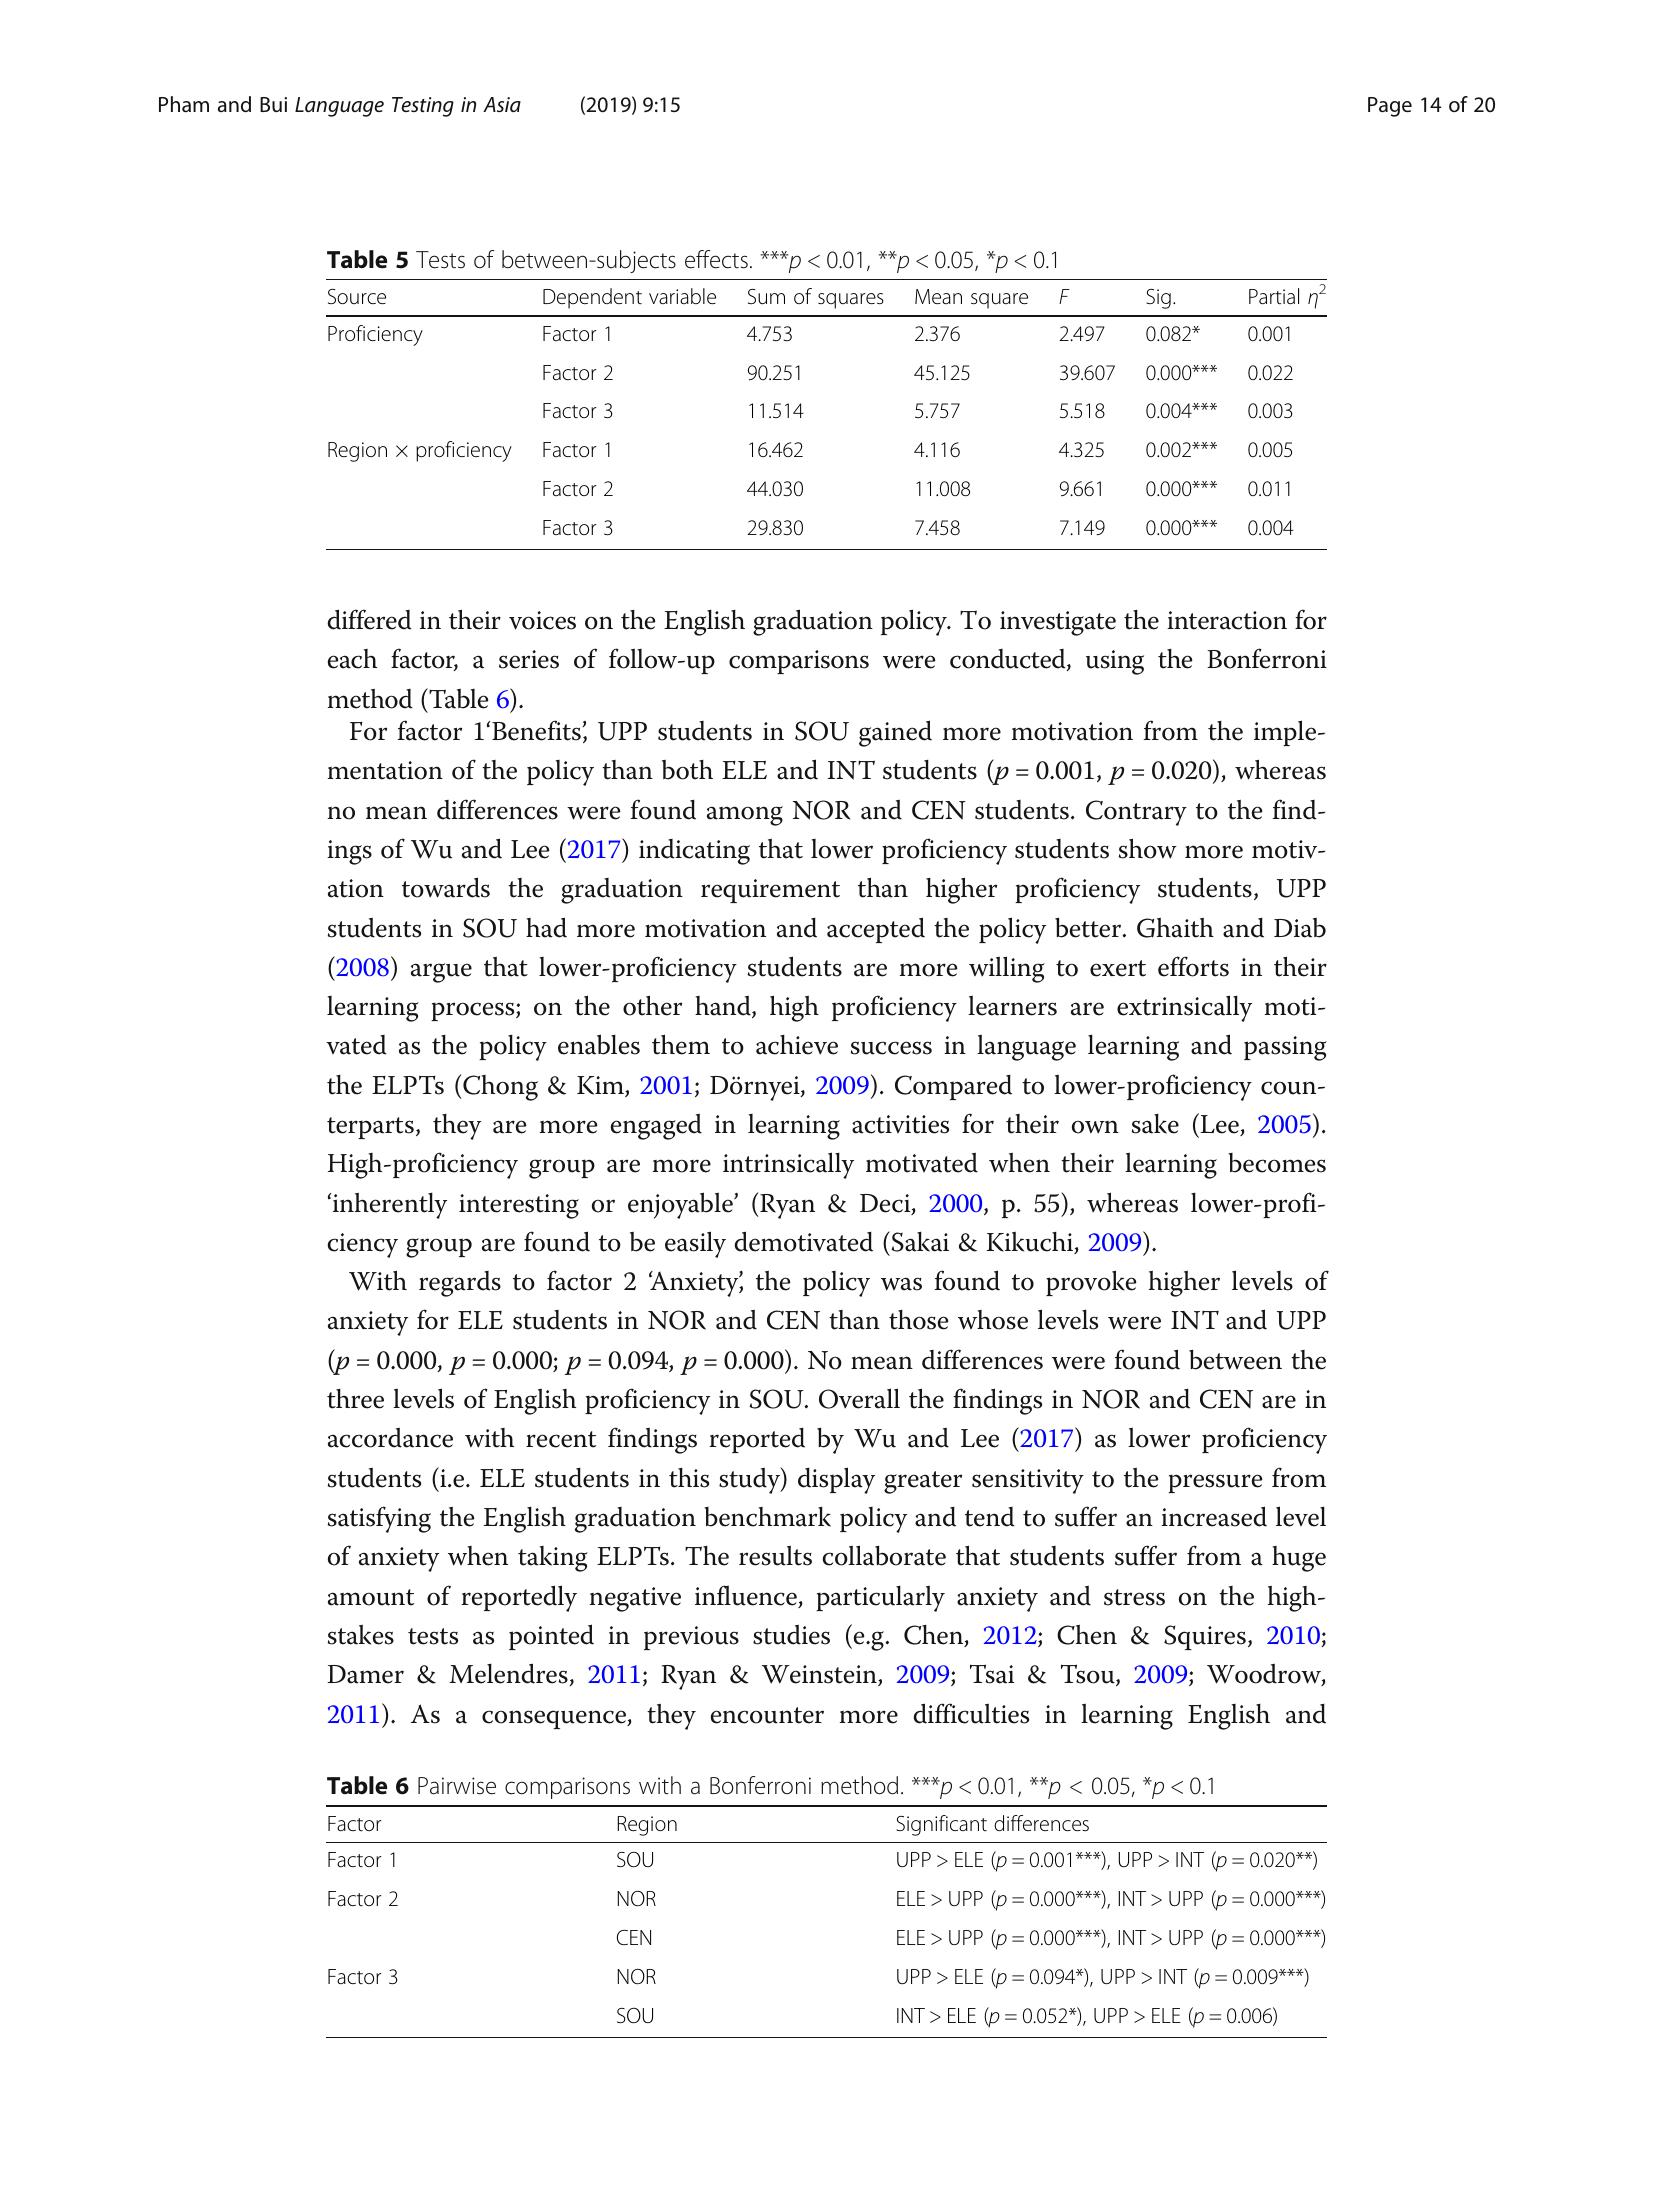 Pham and Bui Language Testing in Asia (2019) 9:15 Page 14 of 20
Table 5 Tests of between-subjects effects. ***p < 0.01, **p < 0.05, *p < 0.1
Source Dependent variable Sum of squares Mean square F Sig. Partial η²
Proficiency Factor 1 4.753 2.376 2.497 0.082* 0.001
Factor 2 90.251 45.125 39.607 0.000*** 0.022
Factor 3 11.514 5.757 5.518 0.004*** 0.003
Region × proficiency Factor 1 16.462 4.116 4.325 0.002*** 0.005
Factor 2 44.030 11.008 9.661 0.000*** 0.011
Factor 3 29.830 7.458 7.149 0.000*** 0.004
differed in their voices on the English graduation policy. To investigate the interaction for
each factor, a series of follow-up comparisons were conducted, using the Bonferroni
method (Table 6).
For factor 1‘Benefits’, UPP students in SOU gained more motivation from the imple-
mentation of the policy than both ELE and INT students (p = 0.001, p = 0.020), whereas
no mean differences were found among NOR and CEN students. Contrary to the find-
ings of Wu and Lee (2017) indicating that lower proficiency students show more motiv-
ation towards the graduation requirement than higher proficiency students, UPP
students in SOU had more motivation and accepted the policy better. Ghaith and Diab
(2008) argue that lower-proficiency students are more willing to exert efforts in their
learning process; on the other hand, high proficiency learners are extrinsically moti-
vated as the policy enables them to achieve success in language learning and passing
the ELPTs (Chong & Kim, 2001; Dörnyei, 2009). Compared to lower-proficiency coun-
terparts, they are more engaged in learning activities for their own sake (Lee, 2005).
High-proficiency group are more intrinsically motivated when their learning becomes
‘inherently interesting or enjoyable’ (Ryan & Deci, 2000, p. 55), whereas lower-profi-
ciency group are found to be easily demotivated (Sakai & Kikuchi, 2009).
With regards to factor 2 ‘Anxiety’, the policy was found to provoke higher levels of
anxiety for ELE students in NOR and CEN than those whose levels were INT and UPP
(p = 0.000, p = 0.000; p = 0.094, p = 0.000). No mean differences were found between the
three levels of English proficiency in SOU. Overall the findings in NOR and CEN are in
accordance with recent findings reported by Wu and Lee (2017) as lower proficiency
students (i.e. ELE students in this study) display greater sensitivity to the pressure from
satisfying the English graduation benchmark policy and tend to suffer an increased level
of anxiety when taking ELPTs. The results collaborate that students suffer from a huge
amount of reportedly negative influence, particularly anxiety and stress on the high-
stakes tests as pointed in previous studies (e.g. Chen, 2012; Chen & Squires, 2010;
Damer & Melendres, 2011; Ryan & Weinstein, 2009; Tsai & Tsou, 2009; Woodrow,
2011). As a consequence, they encounter more difficulties in learning English and
Table 6 Pairwise comparisons with a Bonferroni method. ***p < 0.01, **p < 0.05, *p < 0.1
Factor Region Significant differences
Factor 1 SOU UPP > ELE (p = 0.001***), UPP > INT (p = 0.020**)
Factor 2 NOR ELE > UPP (p = 0.000***), INT > UPP (p = 0.000***)
CEN ELE > UPP (p = 0.000***), INT > UPP (p = 0.000***)
Factor 3 NOR UPP > ELE (p = 0.094*), UPP > INT (p = 0.009***)
SOU INT > ELE (p = 0.052*), UPP > ELE (p = 0.006)